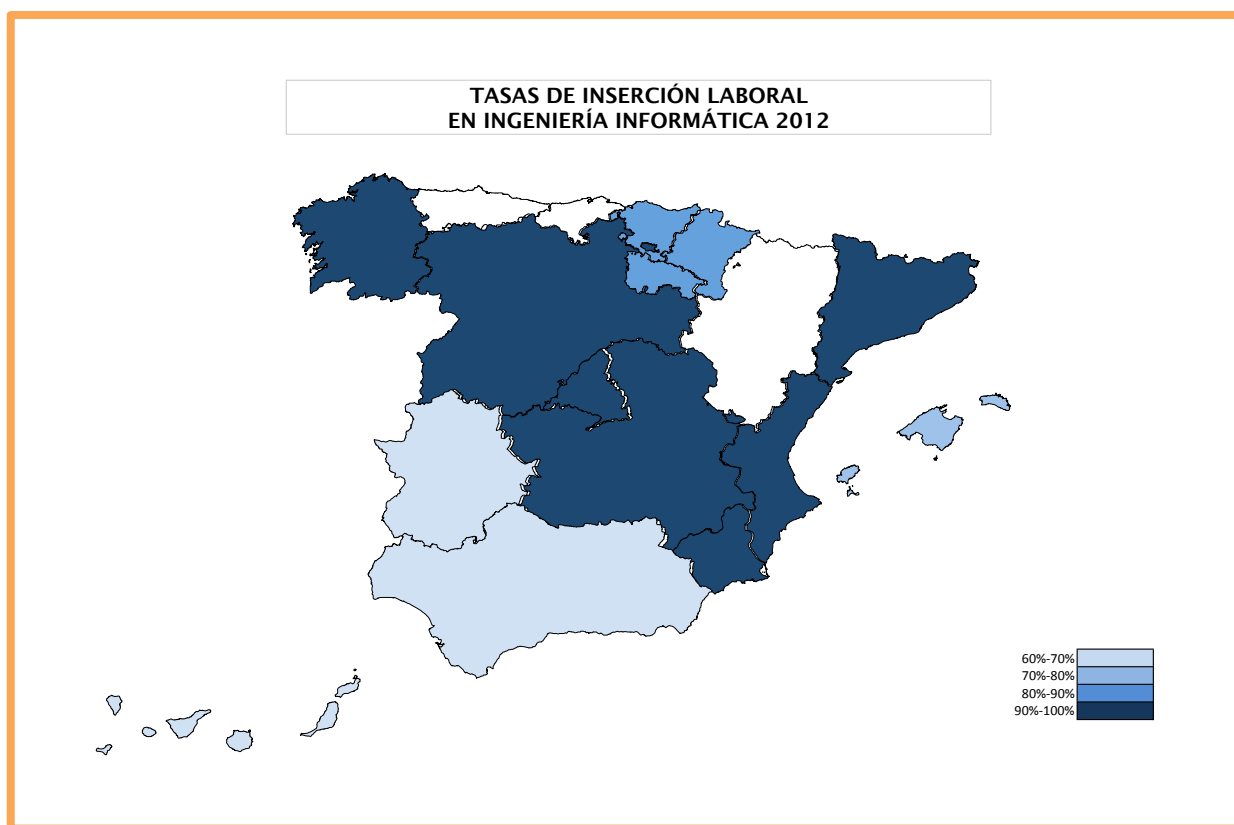 TASAS DE INSERCIÓN LABORAL
EN INGENIERÍA INFORMÁTICA 2012
60%-70%
70%-80%
80%-90%
90%-100%